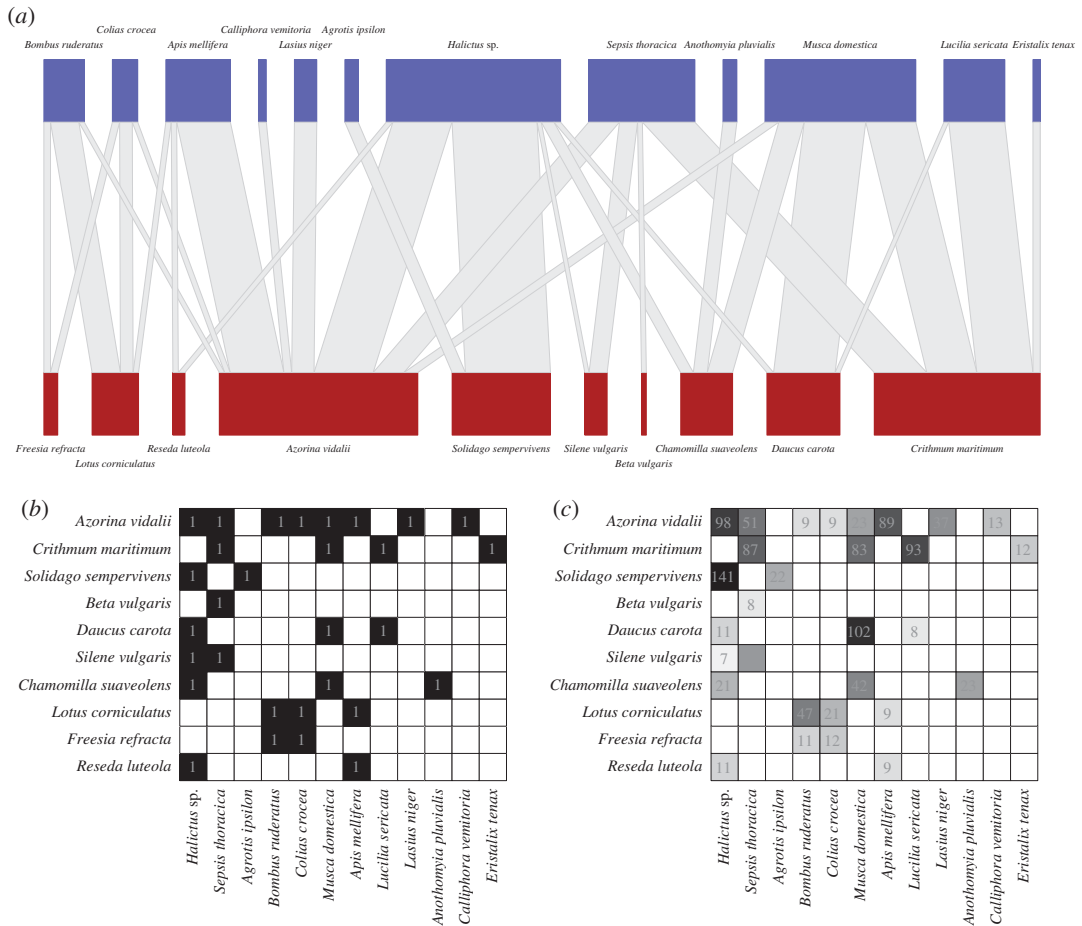 (a)
Colias crocea Calliphora vemitoria Agrotis ipsilon
Bombus ruderatus Apis mellifera Lasius niger Halictus sp. Sepsis thoracica Anothomyia pluvialis Musca domestica Lucilia sericata Eristalix tenax
Freesia refracta Reseda luteola Azorina vidalii Solidago sempervivens Silene vulgaris Chamomilla suaveolens Daucus carota Crithmum maritimum
Lotus corniculatus Beta vulgaris
(b)
Azorina vidalii 1 1 1 1 1 1 1 1
Crithmum maritimum 1 1 1 1
Solidago sempervivens 1 1
Beta vulgaris 1
Daucus carota 1 1 1
Silene vulgaris 1 1
Chamomilla suaveolens 1 1 1
Lotus corniculatus 1 1 1
Freesia refracta 1 1
Reseda luteola 1 1
Halictus sp.
Sepsis thoracica
Agrotis ipsilon
Bombus ruderatus
Colias crocea
Musca domestica
Apis mellifera
Lucilia sericata
Lasius niger
Anothomyia pluvialis
Calliphora vemitoria
Eristalix tenax
(c)
Azorina vidalii 98 51 9 9 89 13
Crithmum maritimum 87 83 93 12
Solidago sempervivens 141 22
Beta vulgaris 8
Daucus carota 11 102 8
Silene vulgaris 7
Chamomilla suaveolens 21 42 23
Lotus corniculatus 47 21 9
Freesia refracta 11 12
Reseda luteola 11 9
Halictus sp.
Sepsis thoracica
Agrotis ipsilon
Bombus ruderatus
Colias crocea
Musca domestica
Apis mellifera
Lucilia sericata
Lasius niger
Anothomyia pluvialis
Calliphora vemitoria
Eristalix tenax